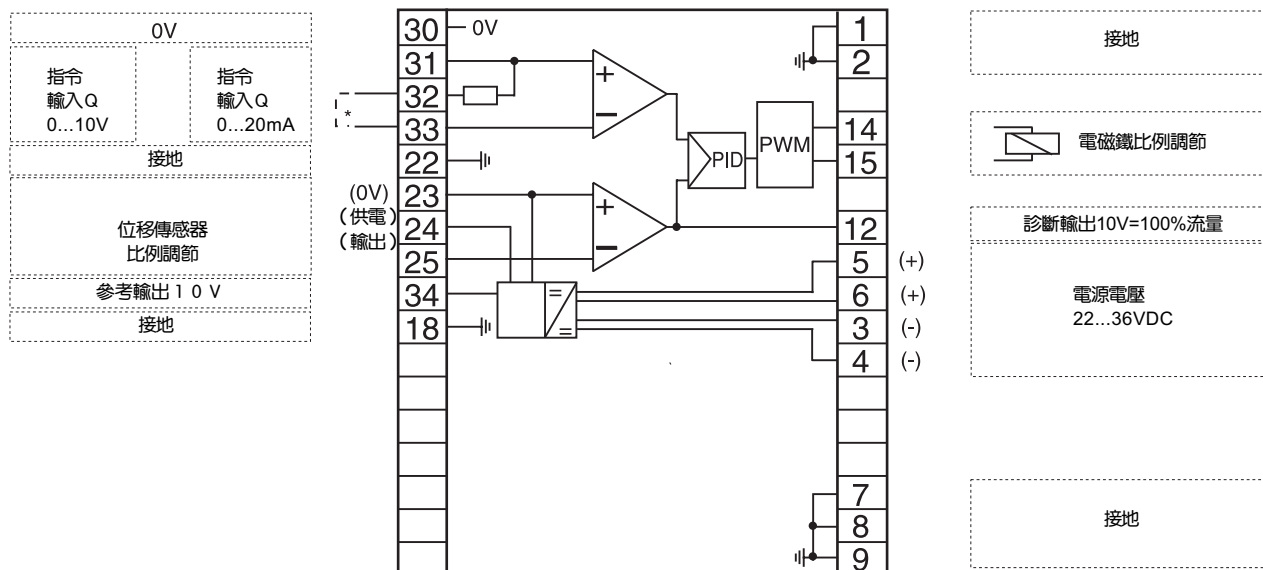 0V
指令
輸入Q
0...10V
指令
輸入Q
0...20mA
接地
位移傳感器
比例調節
參考輸出10V
接地
*
(0V)
(供電)
(輸出)
30
31
32
33
22
23
24
25
34
18
0V
+
−
+
−
PID
PWM
=
=
1
2
14
15
12
5
6
3
4
7
8
9
(+)
(+)
(-)
(-)
接地
電磁鐵比例調節
診斷輸出10V=100%流量
電源電壓
22...36VDC
接地